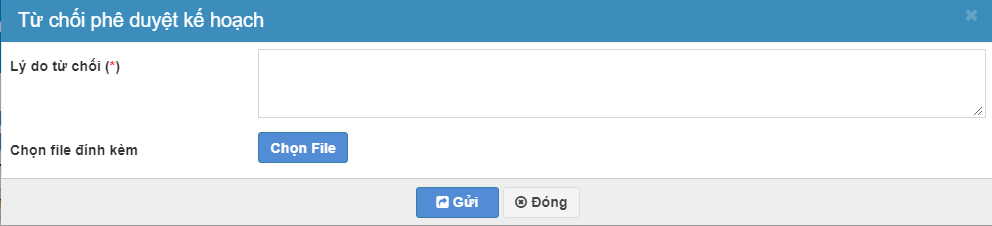 Từ chối phê duyệt kế hoạch
Lý do từ chối (*)
Chọn file đính kèm
Chọn File
Gửi
Đóng